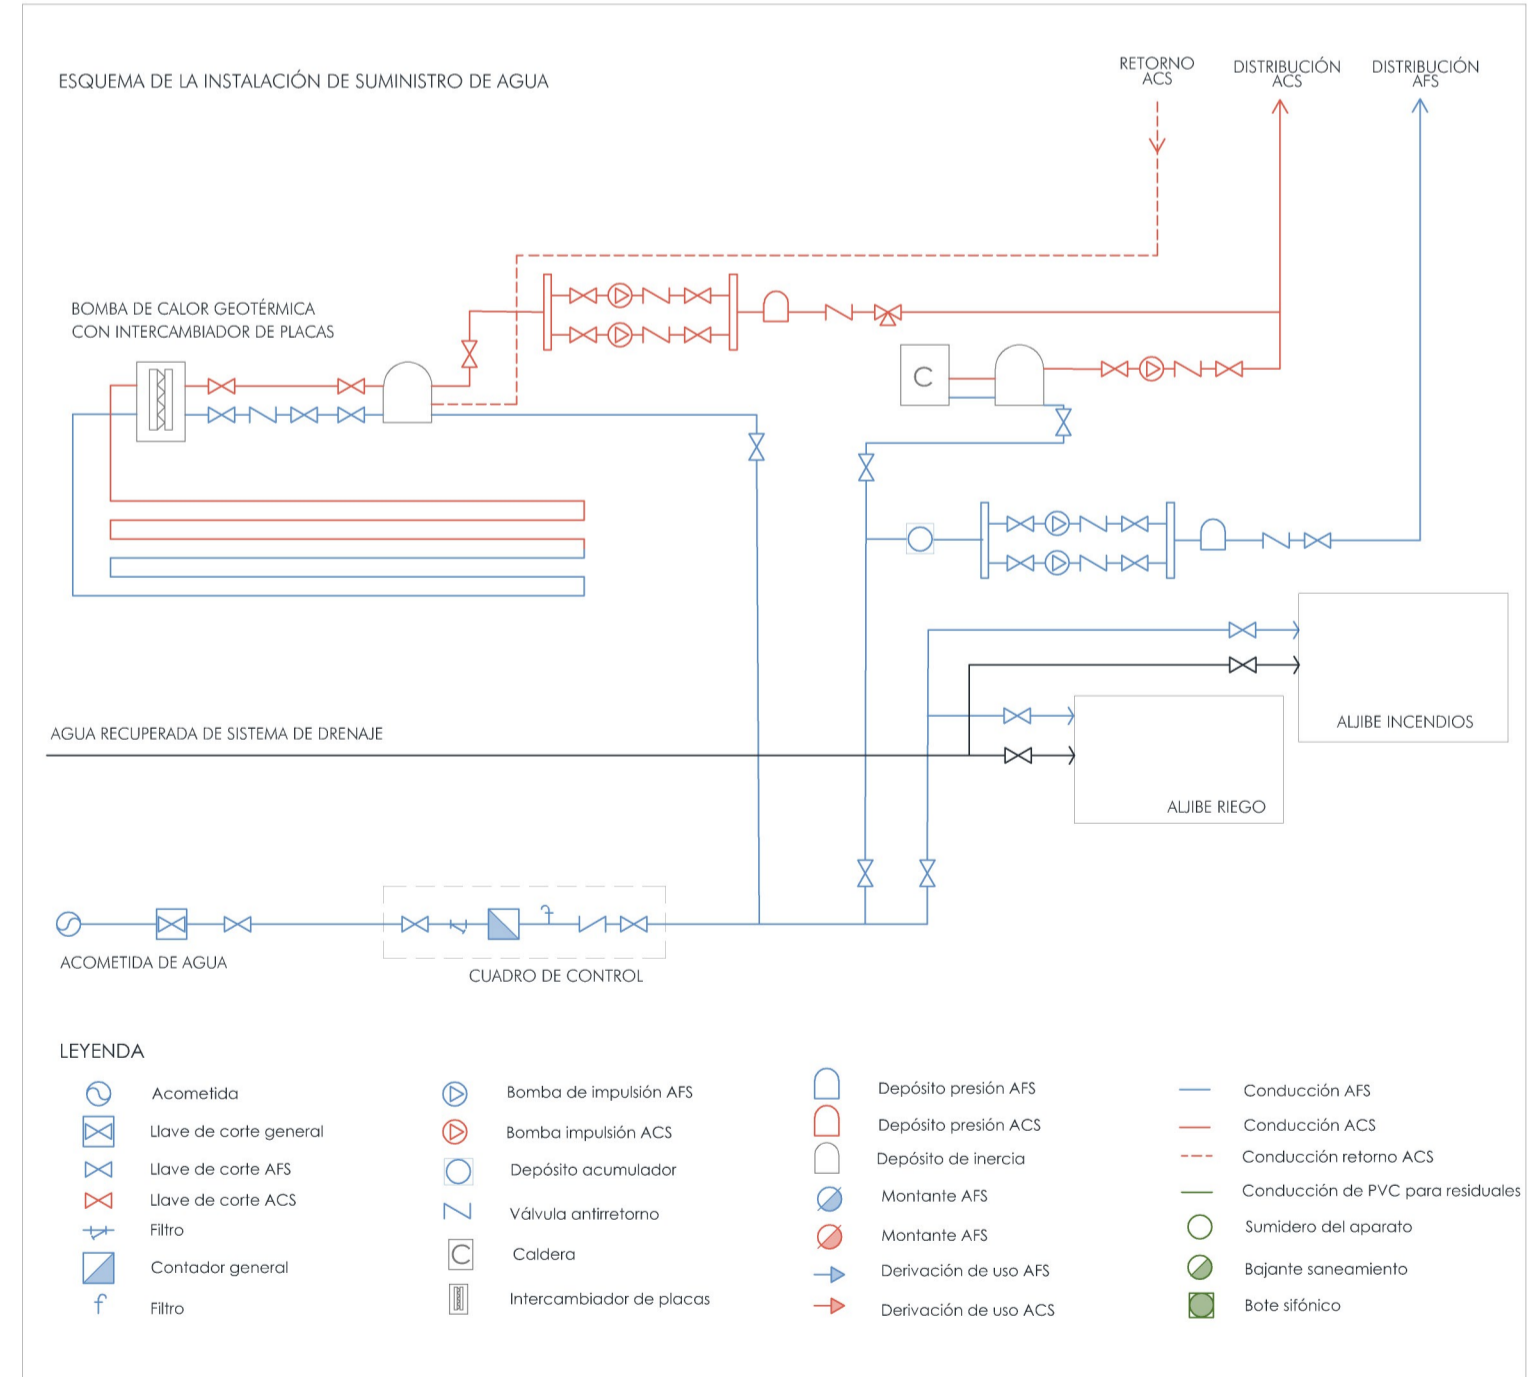 ESQUEMA DE LA INSTALACIÓN DE SUMINISTRO DE AGUA
RETORNO
ACS
DISTRIBUCIÓN
ACS
DISTRIBUCIÓN
AFS
BOMBA DE CALOR GEOTÉRMICA
CON INTERCAMBIADOR DE PLACAS
C
AGUA RECUPERADA DE SISTEMA DE DRENAJE
ALJIBE INCENDIOS
ALJIBE RIEGO
ACOMETIDA DE AGUA
CUADRO DE CONTROL
LEYENDA
Acometida
Llave de corte general
Llave de corte AFS
Llave de corte ACS
Filtro
Contador general
Filtro
Bomba de impulsión AFS
Bomba impulsión ACS
Depósito acumulador
Válvula antirretorno
C
Caldera
Intercambiador de placas
Depósito presión AFS
Depósito presión ACS
Depósito de inercia
Montante AFS
Montante AFS
Derivación de uso AFS
Derivación de uso ACS
Conducción AFS
Conducción ACS
Conducción retorno ACS
Conducción de PVC para residuales
Sumidero del aparato
Bajante saneamiento
Bote sifónico